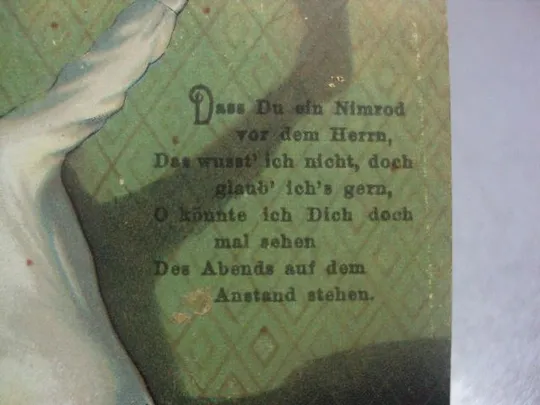 Dass Du ein Nimrod
vor dem Herrn,
Das wusst' ich nicht, doch
glaub' ich's gern,
O könnte ich Dich doch
mal sehen
Des Abends auf dem
Anstand stehen.